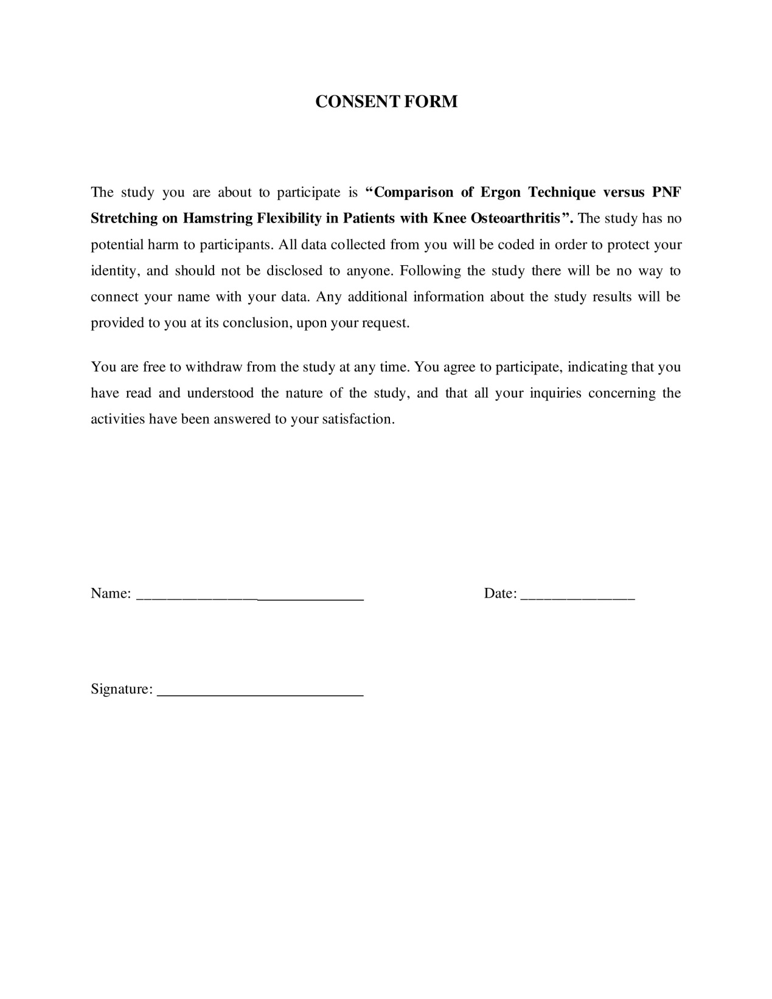 CONSENT FORM
The study you are about to participate is “Comparison of Ergon Technique versus PNF
Stretching on Hamstring Flexibility in Patients with Knee Osteoarthritis”. The study has no
potential harm to participants. All data collected from you will be coded in order to protect your
identity, and should not be disclosed to anyone. Following the study there will be no way to
connect your name with your data. Any additional information about the study results will be
provided to you at its conclusion, upon your request.
You are free to withdraw from the study at any time. You agree to participate, indicating that you
have read and understood the nature of the study, and that all your inquiries concerning the
activities have been answered to your satisfaction.
Name: ______________________________ Date: _______________
Signature: ___________________________